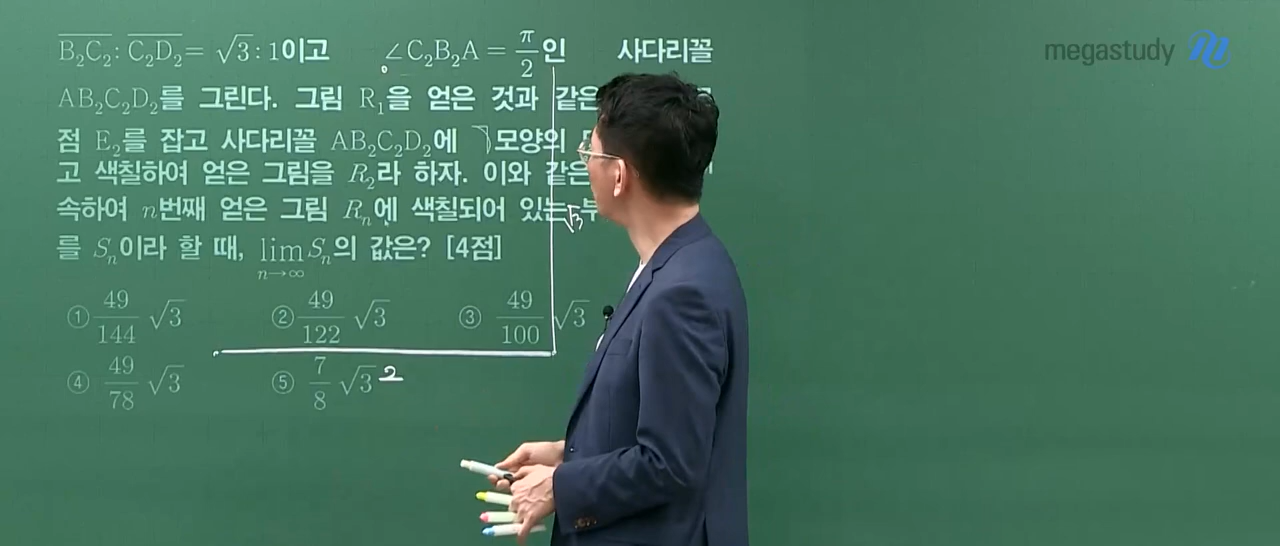 megastudy
B₂C₂ : C₂D₂ = √3 : 1이고 ∠C₂B₂A = π/2인 사다리꼴
AB₂C₂D₂를 그린다. 그림 R₁을 얻은 것과 같은
점 E₂를 잡고 사다리꼴 AB₂C₂D₂에 모양의
고 색칠하여 얻은 그림을 R₂라 하자. 이와 같은
속하여 n번째 얻은 그림 Rₙ에 색칠되어 있는 부
√3
를 Sₙ이라 할 때, lim n→∞ Sₙ의 값은? [4점]
① 49/144 √3 ② 49/122 √3 ③ 49/100 √3
④ 49/78 √3 ⑤ 7/8 √3
2